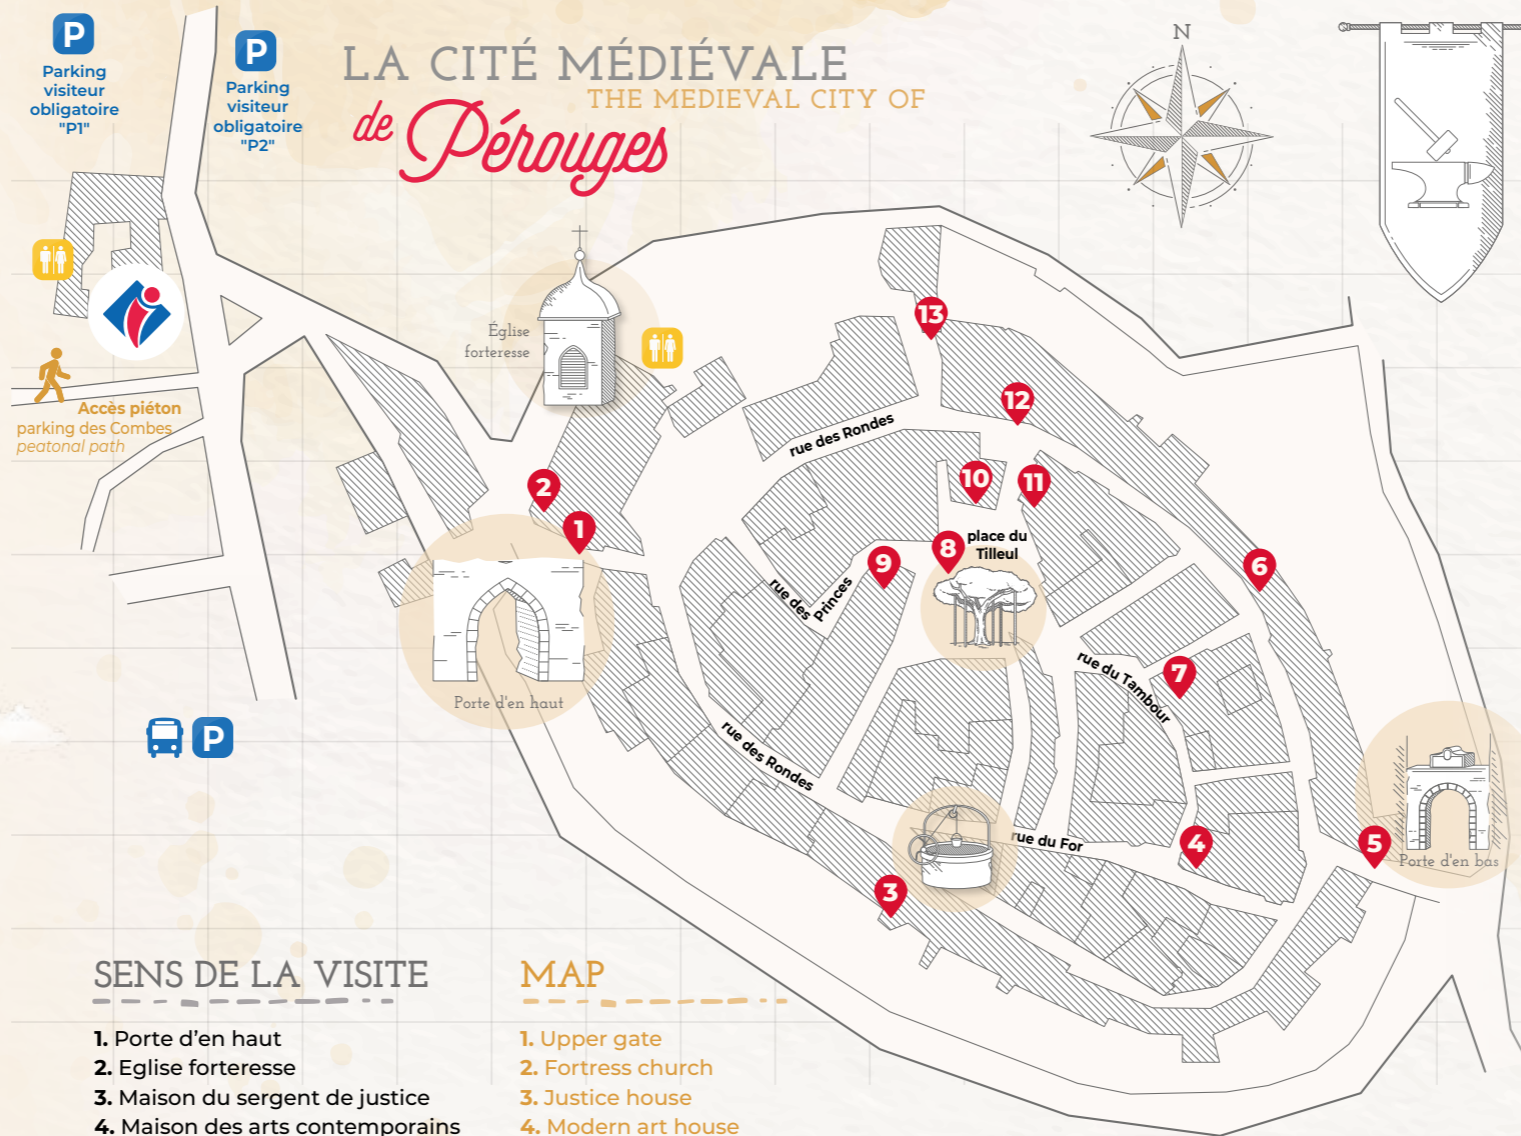 P
Parking
visiteur
obligatoire
"P1"
P
Parking
visiteur
obligatoire
"P2"
LA CITÉ MÉDIÉVALE
THE MEDIEVAL CITY OF
de Pérouges
N
Église
forteresse
Accès piéton
parking des Combes
peatonal path
13
12
rue des Rondes
10
11
2
1
8
place du
Tilleul
9
6
rue des Princes
7
rue du Tambour
Porte d'en haut
P
rue des Rondes
rue du For
4
5
Porte d'en bas
3
SENS DE LA VISITE
1. Porte d’en haut
2. Eglise forteresse
3. Maison du sergent de justice
4. Maison des arts contemporains
MAP
1. Upper gate
2. Fortress church
3. Justice house
4. Modern art house